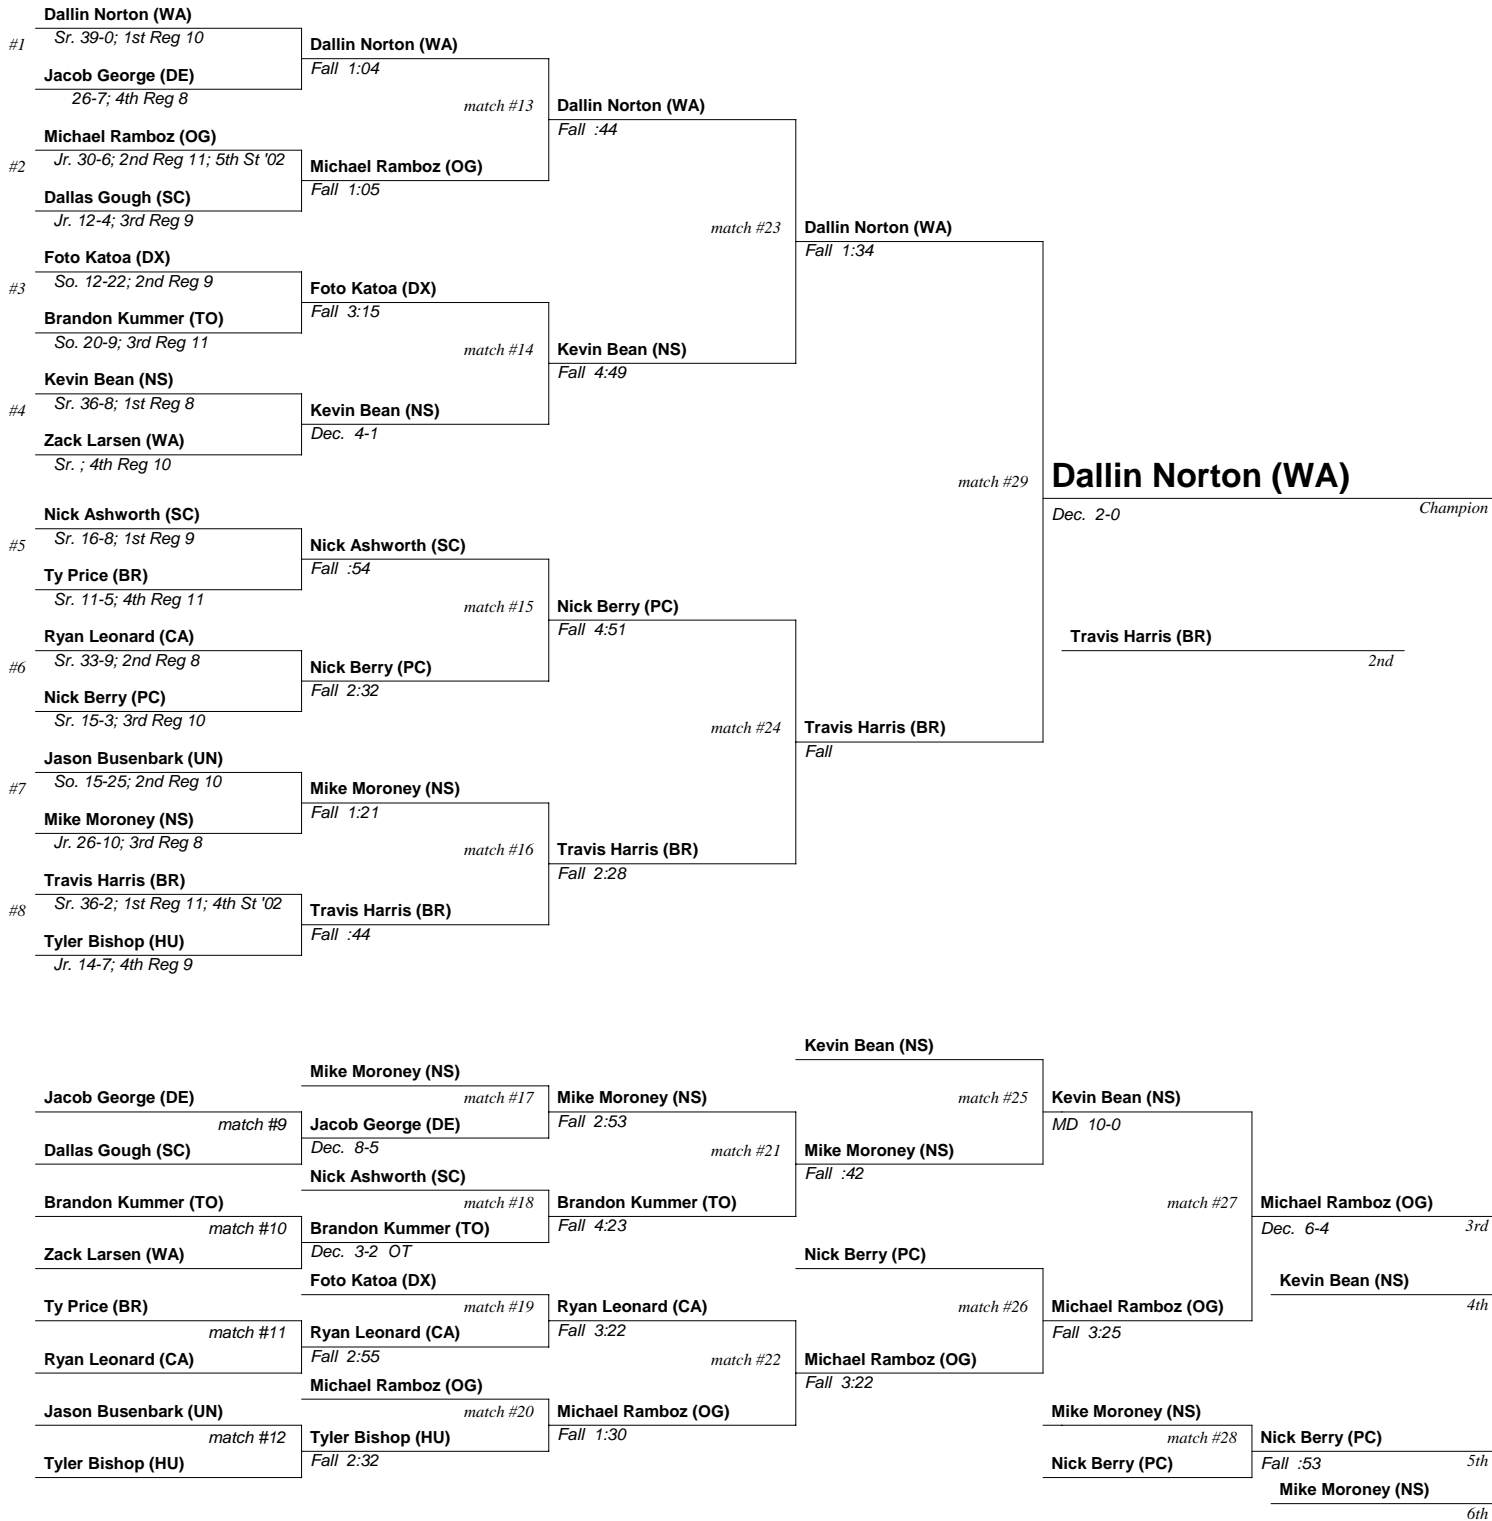 Dallin Norton (WA)
#1 Sr. 39-0; 1st Reg 10
Dallin Norton (WA)
Fall 1:04
Jacob George (DE)
26-7; 4th Reg 8
match #13
Dallin Norton (WA)
Fall :44
Michael Ramboz (OG)
#2 Jr. 30-6; 2nd Reg 11; 5th St '02
Michael Ramboz (OG)
Fall 1:05
Dallas Gough (SC)
Jr. 12-4; 3rd Reg 9
match #23
Dallin Norton (WA)
Fall 1:34
Foto Katoa (DX)
#3 So. 12-22; 2nd Reg 9
Foto Katoa (DX)
Fall 3:15
Brandon Kummer (TO)
So. 20-9; 3rd Reg 11
match #14
Kevin Bean (NS)
Fall 4:49
Kevin Bean (NS)
#4 Sr. 36-8; 1st Reg 8
Kevin Bean (NS)
Dec. 4-1
Zack Larsen (WA)
Sr. ; 4th Reg 10
match #29
Dallin Norton (WA)
Champion
Dec. 2-0
Nick Ashworth (SC)
#5 Sr. 16-8; 1st Reg 9
Nick Ashworth (SC)
Fall :54
Ty Price (BR)
Sr. 11-5; 4th Reg 11
match #15
Nick Berry (PC)
Fall 4:51
Travis Harris (BR)
2nd
Ryan Leonard (CA)
#6 Sr. 33-9; 2nd Reg 8
Nick Berry (PC)
Fall 2:32
Nick Berry (PC)
Sr. 15-3; 3rd Reg 10
match #24
Travis Harris (BR)
Fall
Jason Busenbark (UN)
#7 So. 15-25; 2nd Reg 10
Mike Moroney (NS)
Fall 1:21
Mike Moroney (NS)
Jr. 26-10; 3rd Reg 8
match #16
Travis Harris (BR)
Fall 2:28
Travis Harris (BR)
#8 Sr. 36-2; 1st Reg 11; 4th St '02
Travis Harris (BR)
Fall :44
Tyler Bishop (HU)
Jr. 14-7; 4th Reg 9
Kevin Bean (NS)
Mike Moroney (NS)
Jacob George (DE)
match #17
Mike Moroney (NS)
Fall 2:53
match #25
Kevin Bean (NS)
MD 10-0
match #9
Jacob George (DE)
Dec. 8-5
Dallas Gough (SC)
match #21
Mike Moroney (NS)
Fall :42
Nick Ashworth (SC)
Brandon Kummer (TO)
match #18
Brandon Kummer (TO)
Fall 4:23
match #27
Michael Ramboz (OG)
3rd
Dec. 6-4
match #10
Brandon Kummer (TO)
Dec. 3-2 OT
Zack Larsen (WA)
Nick Berry (PC)
Foto Katoa (DX)
Kevin Bean (NS)
4th
Ty Price (BR)
match #19
Ryan Leonard (CA)
Fall 3:22
match #26
Michael Ramboz (OG)
Fall 3:25
match #11
Ryan Leonard (CA)
Fall 2:55
Ryan Leonard (CA)
match #22
Michael Ramboz (OG)
Fall 3:22
Michael Ramboz (OG)
Jason Busenbark (UN)
match #20
Michael Ramboz (OG)
Fall 1:30
Mike Moroney (NS)
match #12
Tyler Bishop (HU)
Fall 2:32
match #28
Nick Berry (PC)
5th
Fall :53
Tyler Bishop (HU)
Nick Berry (PC)
Mike Moroney (NS)
6th